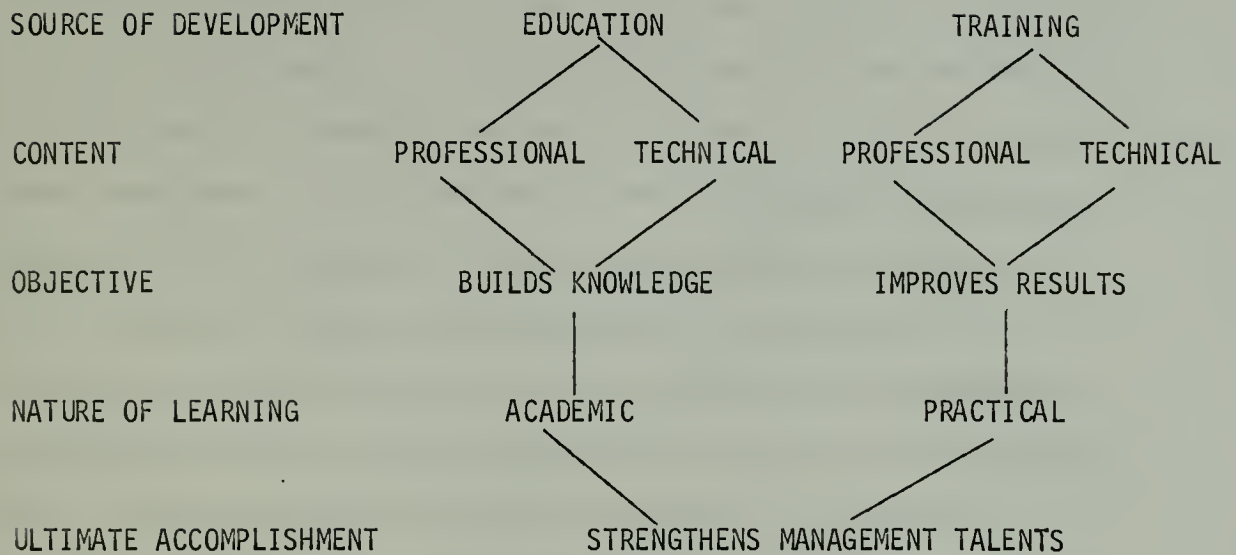 SOURCE OF DEVELOPMENT EDUCATION TRAINING
CONTENT PROFESSIONAL TECHNICAL PROFESSIONAL TECHNICAL
OBJECTIVE BUILDS KNOWLEDGE IMPROVES RESULTS
NATURE OF LEARNING ACADEMIC PRACTICAL
ULTIMATE ACCOMPLISHMENT STRENGTHENS MANAGEMENT TALENTS